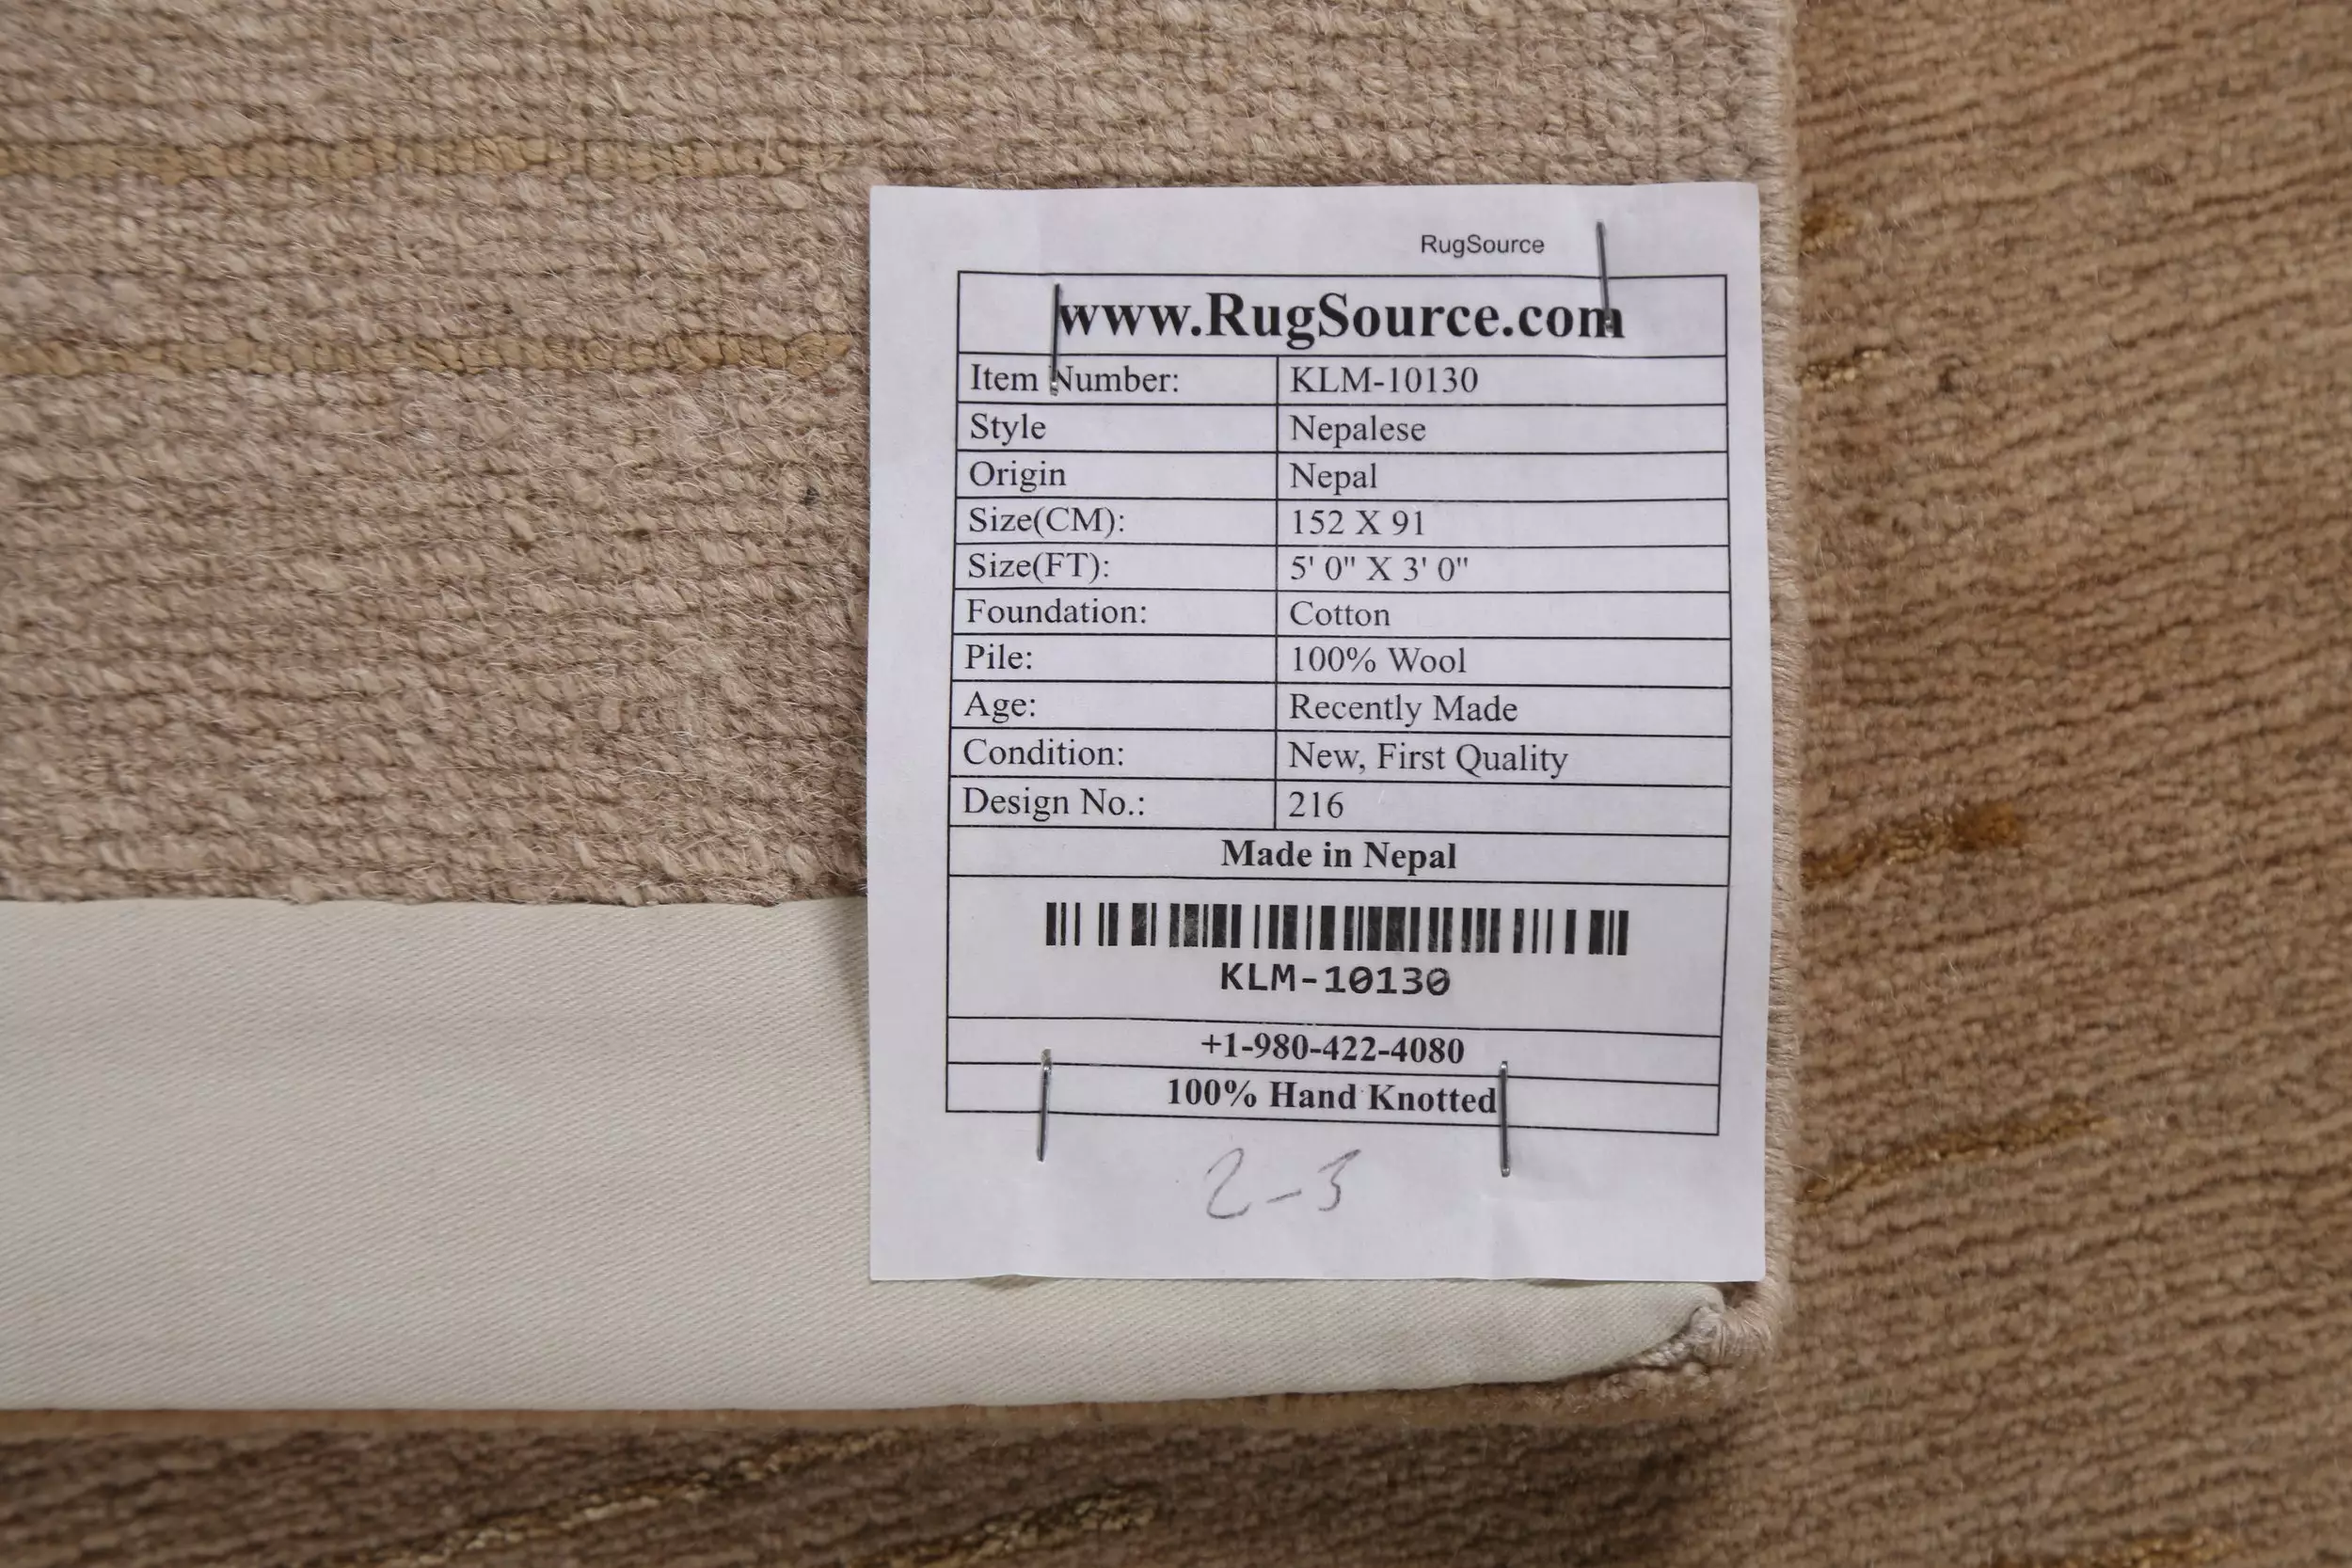 RugSource
www.RugSource.com
Item Number: KLM-10130
Style Nepalese
Origin Nepal
Size(CM): 152 X 91
Size(FT): 5' 0" X 3' 0"
Foundation: Cotton
Pile: 100% Wool
Age: Recently Made
Condition: New, First Quality
Design No.: 216
Made in Nepal
KLM-10130
+1-980-422-4080
100% Hand Knotted
2-3